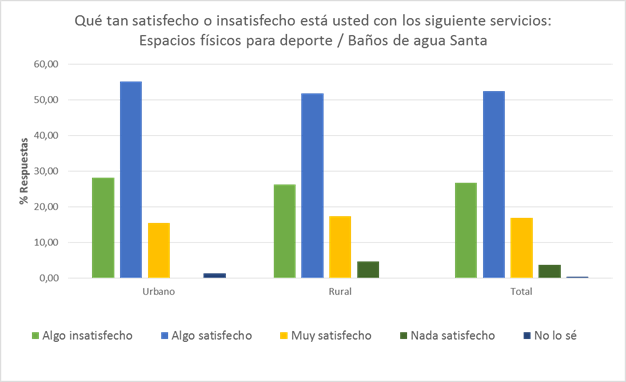 Qué tan satisfecho o insatisfecho está usted con los siguiente servicios:
Espacios físicos para deporte / Baños de agua Santa
60,00
50,00
40,00
30,00
20,00
10,00
0,00
% Respuestas
Urbano Rural Total
Algo insatisfecho Algo satisfecho Muy satisfecho Nada satisfecho No lo sé